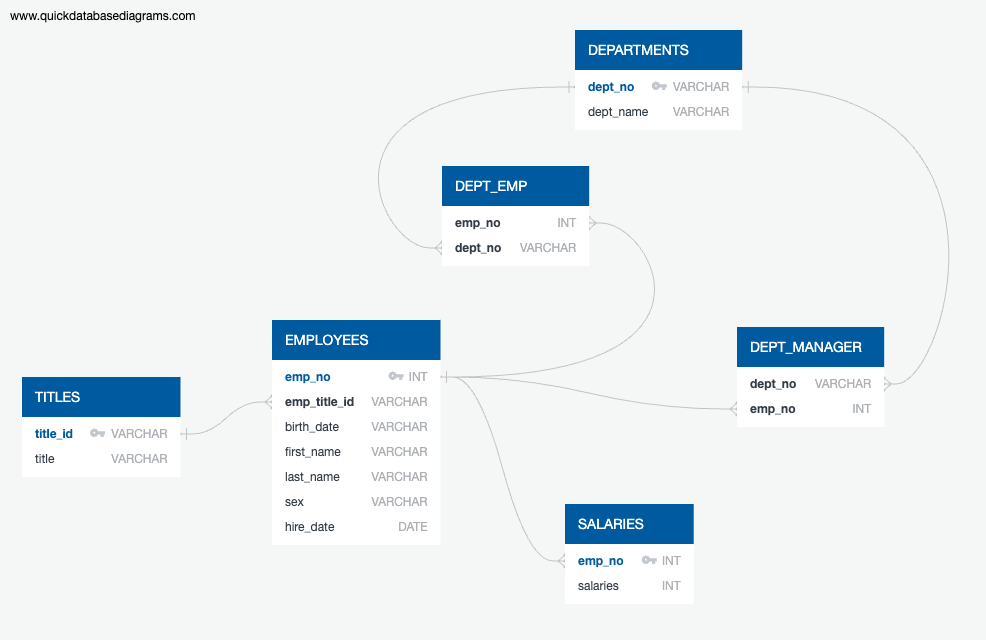 www.quickdatabasediagrams.com
DEPARTMENTS
dept_no VARCHAR
dept_name VARCHAR
DEPT_EMP
emp_no INT
dept_no VARCHAR
EMPLOYEES
emp_no INT
emp_title_id VARCHAR
birth_date VARCHAR
first_name VARCHAR
last_name VARCHAR
sex VARCHAR
hire_date DATE
DEPT_MANAGER
dept_no VARCHAR
emp_no INT
TITLES
title_id VARCHAR
title VARCHAR
SALARIES
emp_no INT
salaries INT